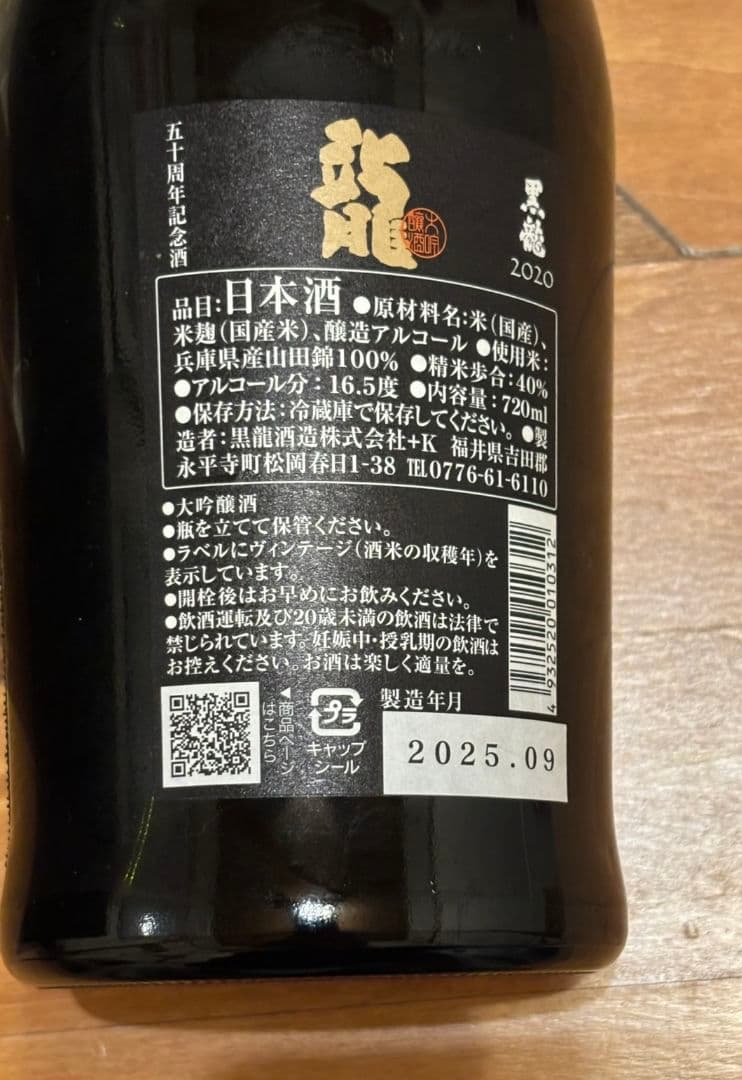 五十周年記念酒
龍
大吟醸酒
黒龍
2020
品目:日本酒 ●原材料名:米(国産)、
米麹(国産米)、醸造アルコール ●使用米:
兵庫県産山田錦100% ●精米歩合:40%
●アルコール分:16.5度 ●内容量:720ml
●保存方法:冷蔵庫で保存してください。 ●製
造者:黒龍酒造株式会社+K 福井県吉田郡
永平寺町松岡春日1-38 TEL0776-61-6110
●大吟醸酒
●瓶を立てて保管ください。
●ラベルにヴィンテージ(酒米の収穫年)を
表示しています。
●開栓後はお早めにお飲みください。
●飲酒運転及び20歳未満の飲酒は法律で
禁じられています。妊娠中・授乳期の飲酒は
お控えください。お酒は楽しく適量を。
4 932520 010312
◀商品ページ
はこちら
プラ
キャップ
シール
製造年月
2025.09